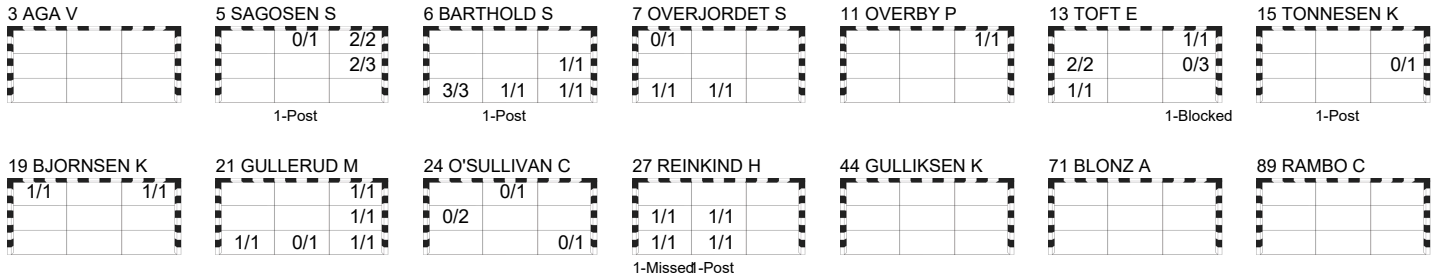 3 AGA V 5 SAGOSEN S 6 BARTHOLD S 7 OVERJORDET S 11 OVERBY P 13 TOFT E 15 TONNESEN K
0/1 2/2 0/1 1/1 1/1
2/3 1/1 2/2 0/3 0/1
3/3 1/1 1/1 1/1 1/1 1/1
1-Post 1-Post 1-Blocked 1-Post
19 BJORNSEN K 21 GULLERUD M 24 O'SULLIVAN C 27 REINKIND H 44 GULLIKSEN K 71 BLONZ A 89 RAMBO C
1/1 1/1 1/1 0/1
1/1 0/2 1/1 1/1
1/1 0/1 1/1 0/1 1/1 1/1
1-Missed 1-Post